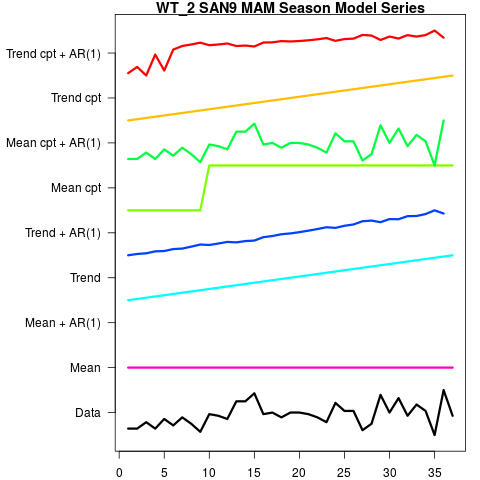 WT_2 SAN9 MAM Season Model Series
Trend cpt + AR(1)
Trend cpt
Mean cpt + AR(1)
Mean cpt
Trend + AR(1)
Trend
Mean + AR(1)
Mean
Data
0 5 10 15 20 25 30 35